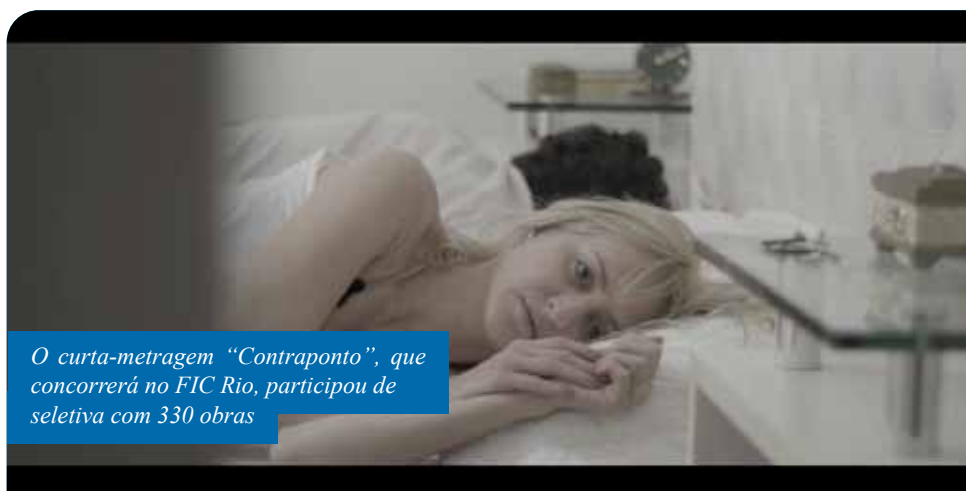 O curta-metragem “Contraponto”, que
concorrerá no FIC Rio, participou de
seletiva com 330 obras